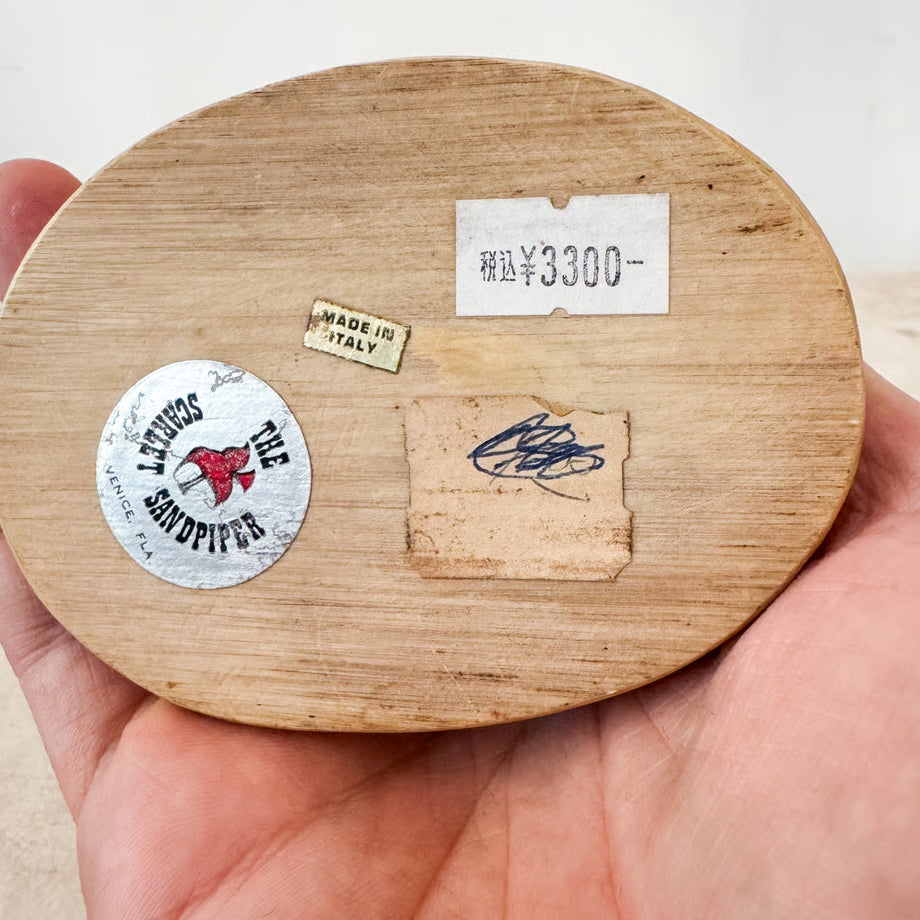 税込¥3300-
MADE IN
ITALY
THE
SCARLET
SANDPIPER
VENICE, FLA